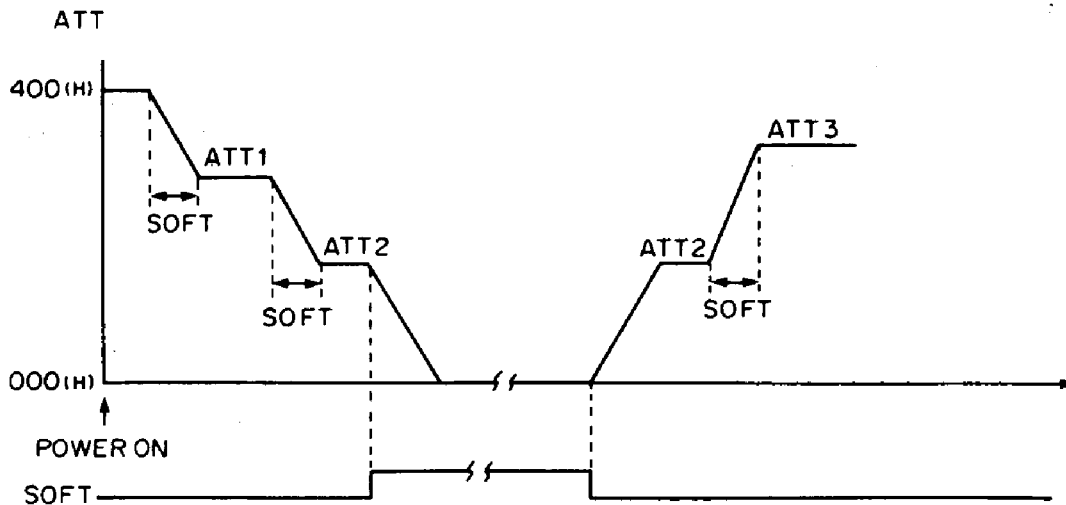 ATT
400(H)
ATT3
ATT1
SOFT
ATT2
ATT2
SOFT
SOFT
000(H)
POWER ON
SOFT